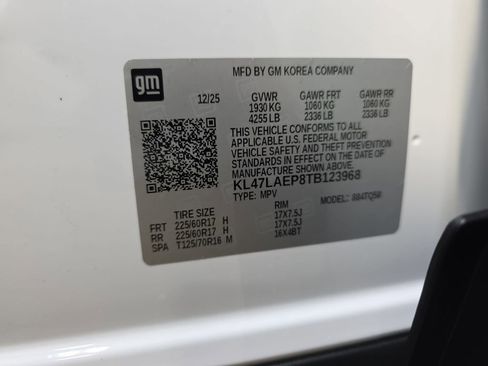 gm
MFD BY GM KOREA COMPANY
12/25 GVWR GAWR FRT GAWR RR
1930 KG 1060 KG 1060 KG
4255 LB 2336 LB 2336 LB
THIS VEHICLE CONFORMS TO ALL
APPLICABLE U.S. FEDERAL MOTOR
VEHICLE SAFETY AND THEFT
PREVENTION STANDARDS IN EFFECT
ON THE DATE OF MANUFACTURE
SHOWN ABOVE.
KL47LAEP8TB123968
TYPE: MPV MODEL:
TIRE SIZE RIM
FRT 225/60R17 H 17X7.5J
RR 225/60R17 H 17X7.5J
SPA T125/70R16 M 16X4BT